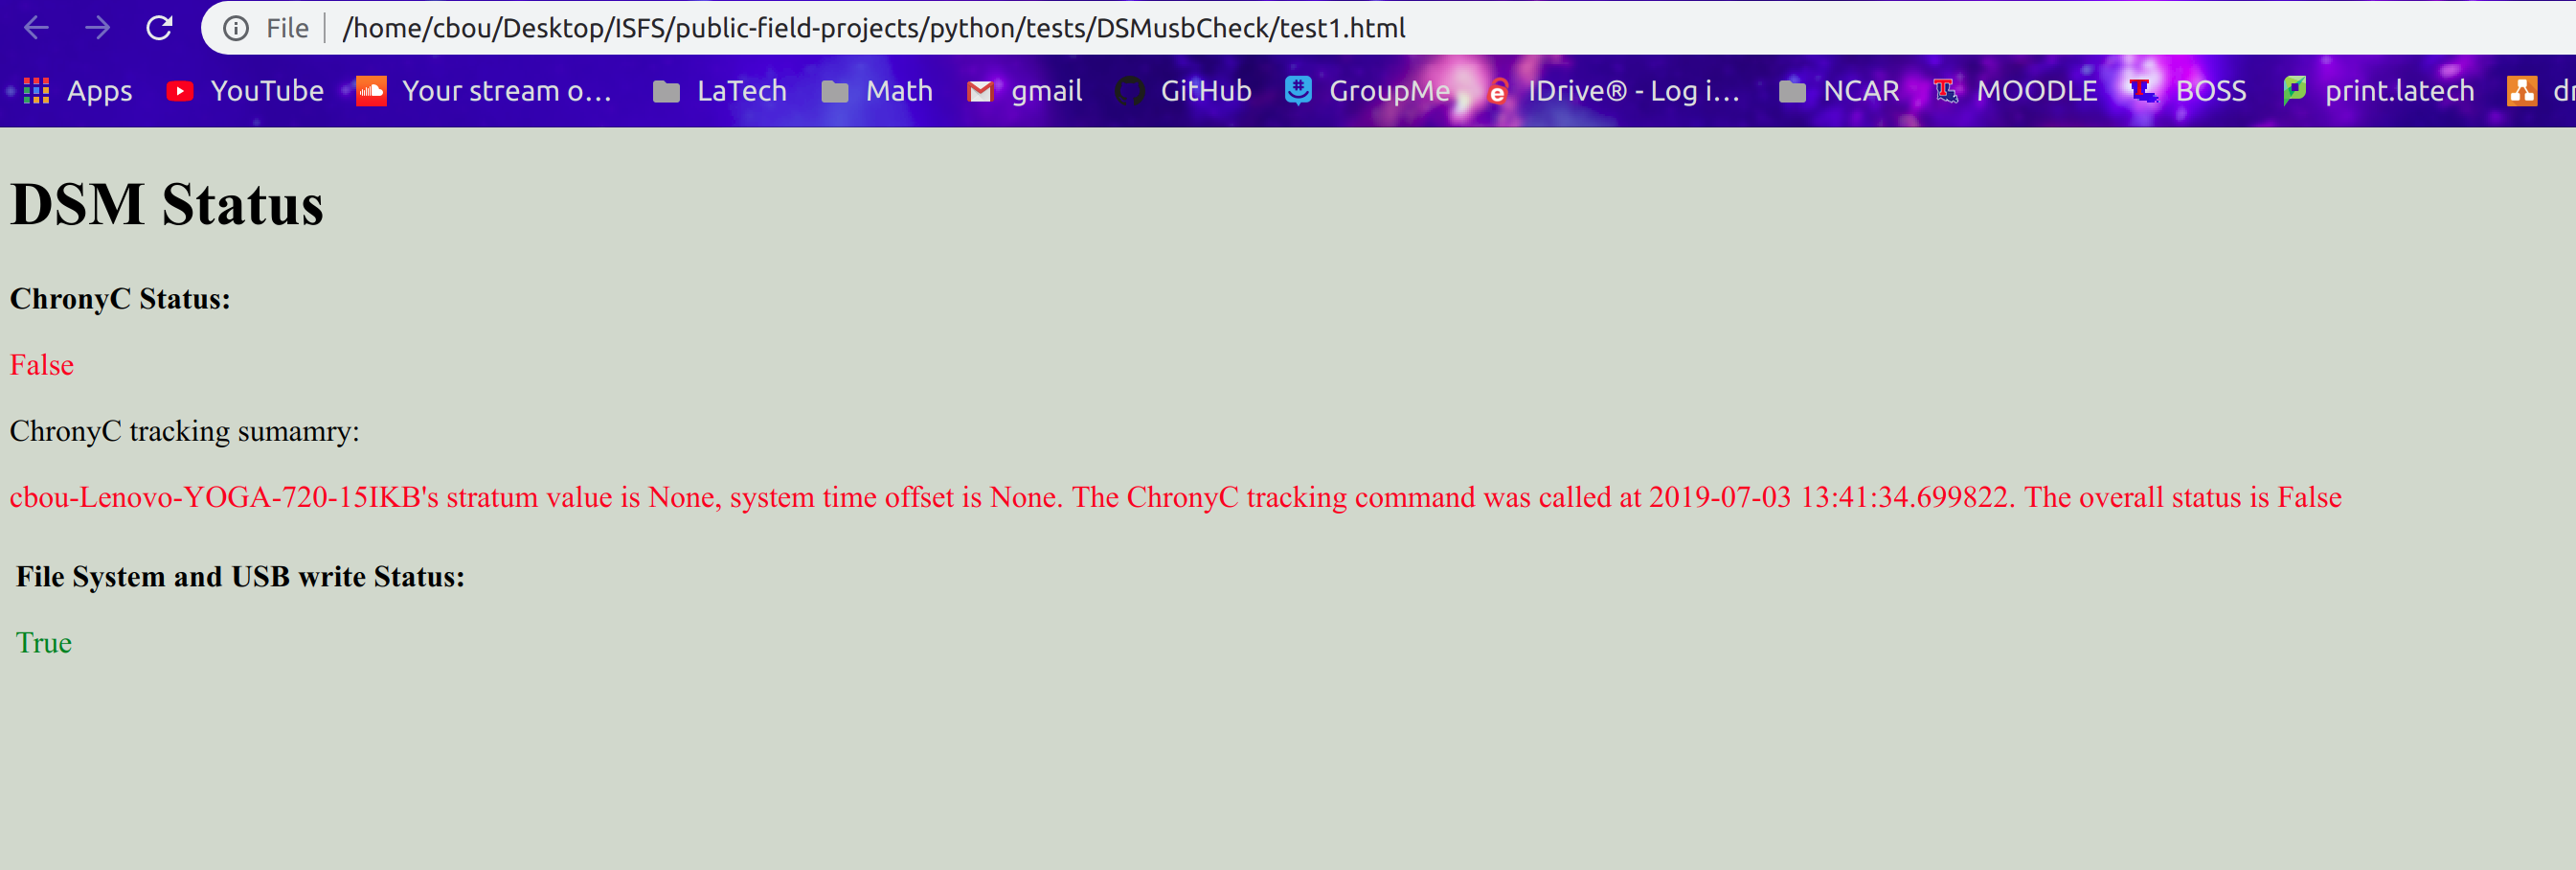 File | /home/cbou/Desktop/ISFS/public-field-projects/python/tests/DSMusbCheck/test1.html
Apps YouTube Your stream o... LaTech Math gmail GitHub GroupMe IDrive® - Log i... NCAR MOODLE BOSS print.latech
DSM Status
ChronyC Status:
False
ChronyC tracking sumamry:
cbou-Lenovo-YOGA-720-15IKB's stratum value is None, system time offset is None. The ChronyC tracking command was called at 2019-07-03 13:41:34.699822. The overall status is False
File System and USB write Status:
True